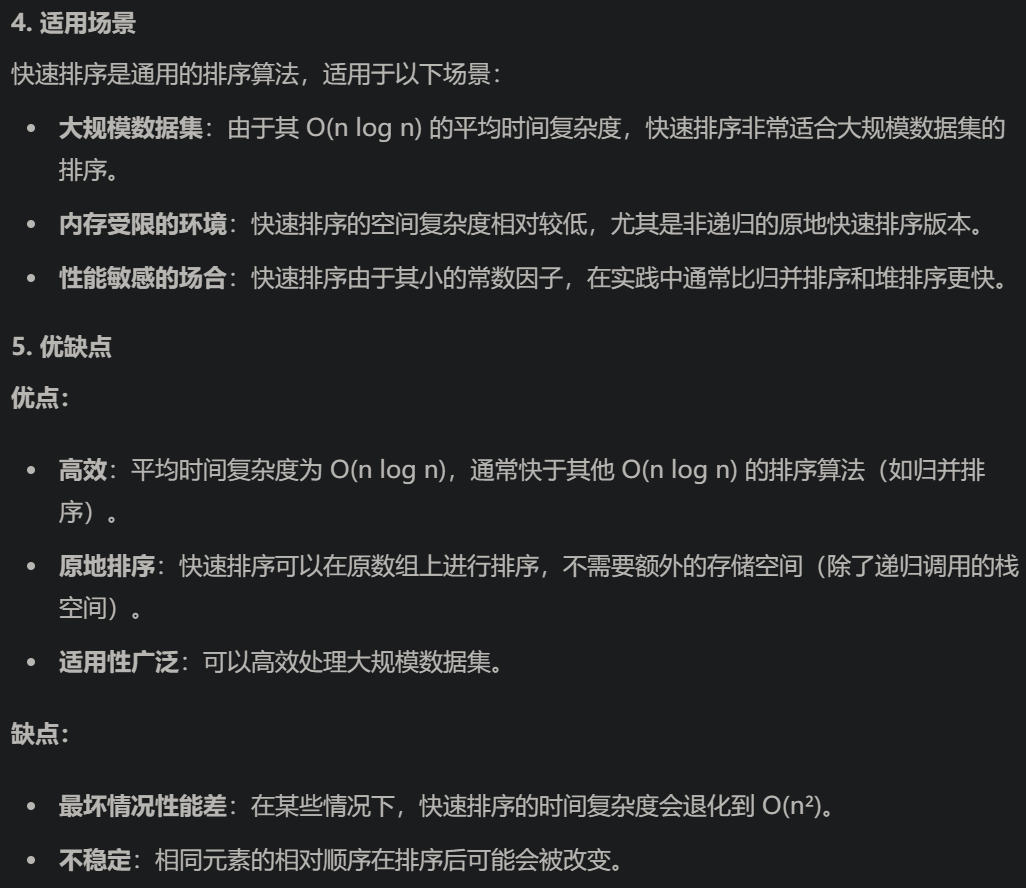 4. 适用场景
快速排序是通用的排序算法，适用于以下场景：
• 大规模数据集：由于其 O(n log n) 的平均时间复杂度，快速排序非常适合大规模数据集的
排序。
• 内存受限的环境：快速排序的空间复杂度相对较低，尤其是非递归的原地快速排序版本。
• 性能敏感的场合：快速排序由于其小的常数因子，在实践中通常比归并排序和堆排序更快。
5. 优缺点
优点：
• 高效：平均时间复杂度为 O(n log n)，通常快于其他 O(n log n) 的排序算法（如归并排
序）。
• 原地排序：快速排序可以在原数组上进行排序，不需要额外的存储空间（除了递归调用的栈
空间）。
• 适用性广泛：可以高效处理大规模数据集。
缺点：
• 最坏情况性能差：在某些情况下，快速排序的时间复杂度会退化到 O(n²)。
• 不稳定：相同元素的相对顺序在排序后可能会被改变。